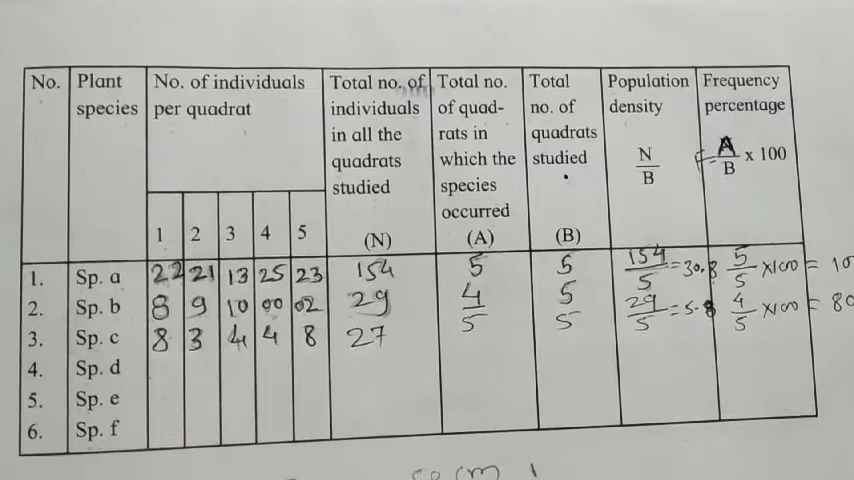 No. Plant species No. of individuals per quadrat Total no. of individuals in all the quadrats studied (N) Total no. of quad-rats in which the species occurred (A) Total no. of quadrats studied (B) Population density N/B Frequency percentage A/B x 100
1 2 3 4 5
1. Sp. a 22 21 13 25 23 154 5 5 154/5 = 30.8 5/5 x100 = 10
2. Sp. b 8 9 10 00 02 29 4 5 29/5 = 5.8 4/5 x100 = 80
3. Sp. c 8 3 4 4 8 27 5 5
4. Sp. d
5. Sp. e
6. Sp. f